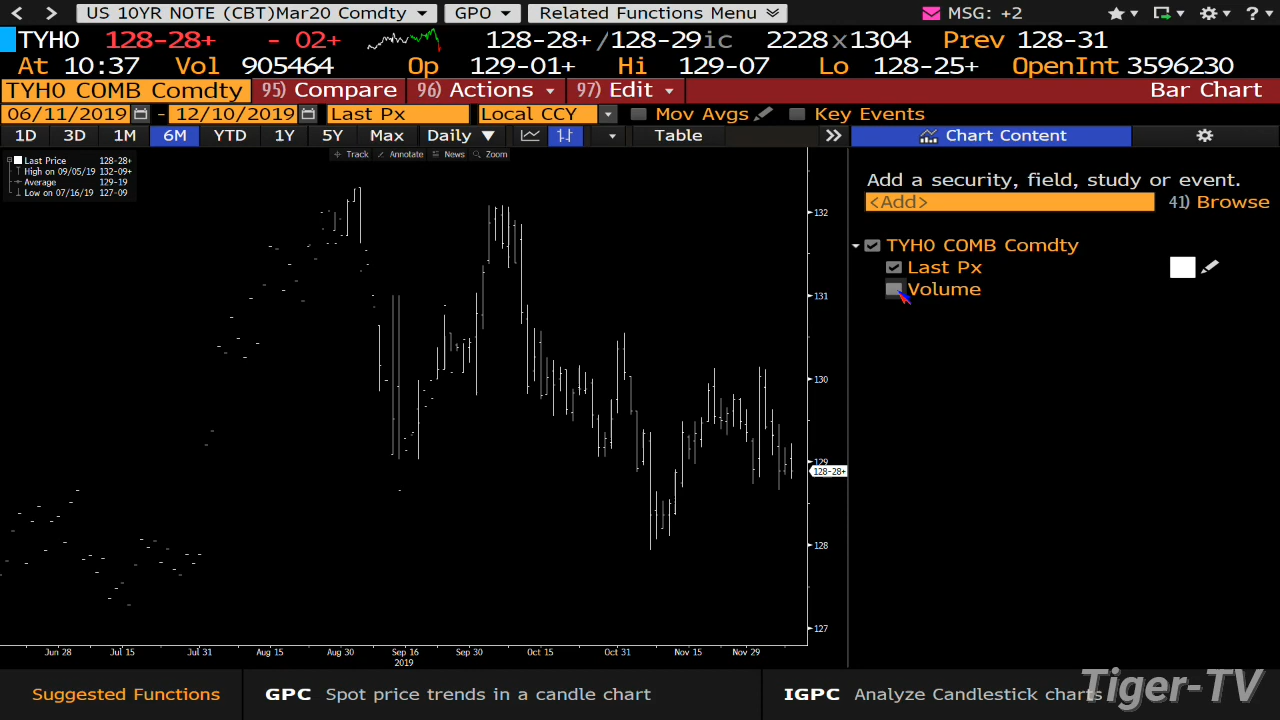 US 10YR NOTE (CBT)Mar20 Comdty GPO Related Functions Menu MSG: +2 ?
TYH0 128-28+ - 02+ 128-28+/128-29ic 2228x1304 Prev 128-31
At 10:37 Vol 905464 Op 129-01+ Hi 129-07 Lo 128-25+ OpenInt 3596230
TYH0 COMB Comdty 95) Compare 96) Actions 97) Edit Bar Chart
06/11/2019 - 12/10/2019 Last Px Local CCY Mov Avgs Key Events
1D 3D 1M 6M YTD 1Y 5Y Max Daily Table Chart Content
Track Annotate News Zoom
Last Price 128-28+
High on 09/05/19 132-09+
Average 129-19
Low on 07/16/19 127-09
Add a security, field, study or event.
<Add> 41) Browse
TYH0 COMB Comdty
Last Px
Volume
132
131
130
129
128-28+
128
127
Jun 28 Jul 15 Jul 31 Aug 15 Aug 30 Sep 16 Sep 30 Oct 15 Oct 31 Nov 15 Nov 29
2019
Suggested Functions GPC Spot price trends in a candle chart IGPC Analyze Candlestick charts
Tiger-TV